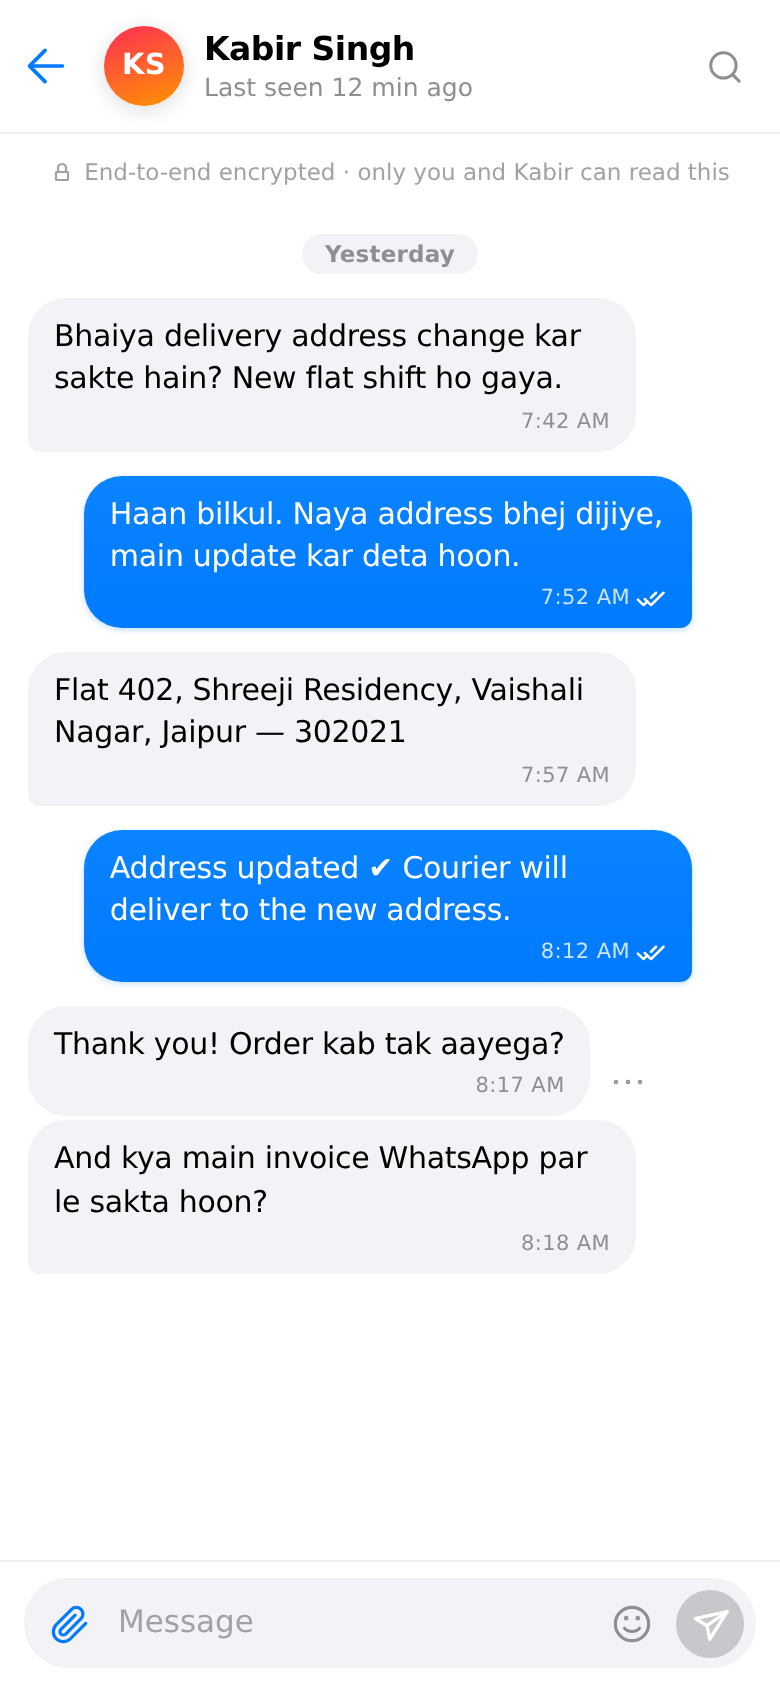 KS
Kabir Singh
Last seen 12 min ago
End-to-end encrypted · only you and Kabir can read this
Yesterday
Bhaiya delivery address change kar
sakte hain? New flat shift ho gaya.
7:42 AM
Haan bilkul. Naya address bhej dijiye,
main update kar deta hoon.
7:52 AM
Flat 402, Shreeji Residency, Vaishali
Nagar, Jaipur — 302021
7:57 AM
Address updated ✔ Courier will
deliver to the new address.
8:12 AM
Thank you! Order kab tak aayega?
8:17 AM
And kya main invoice WhatsApp par
le sakta hoon?
8:18 AM
Message